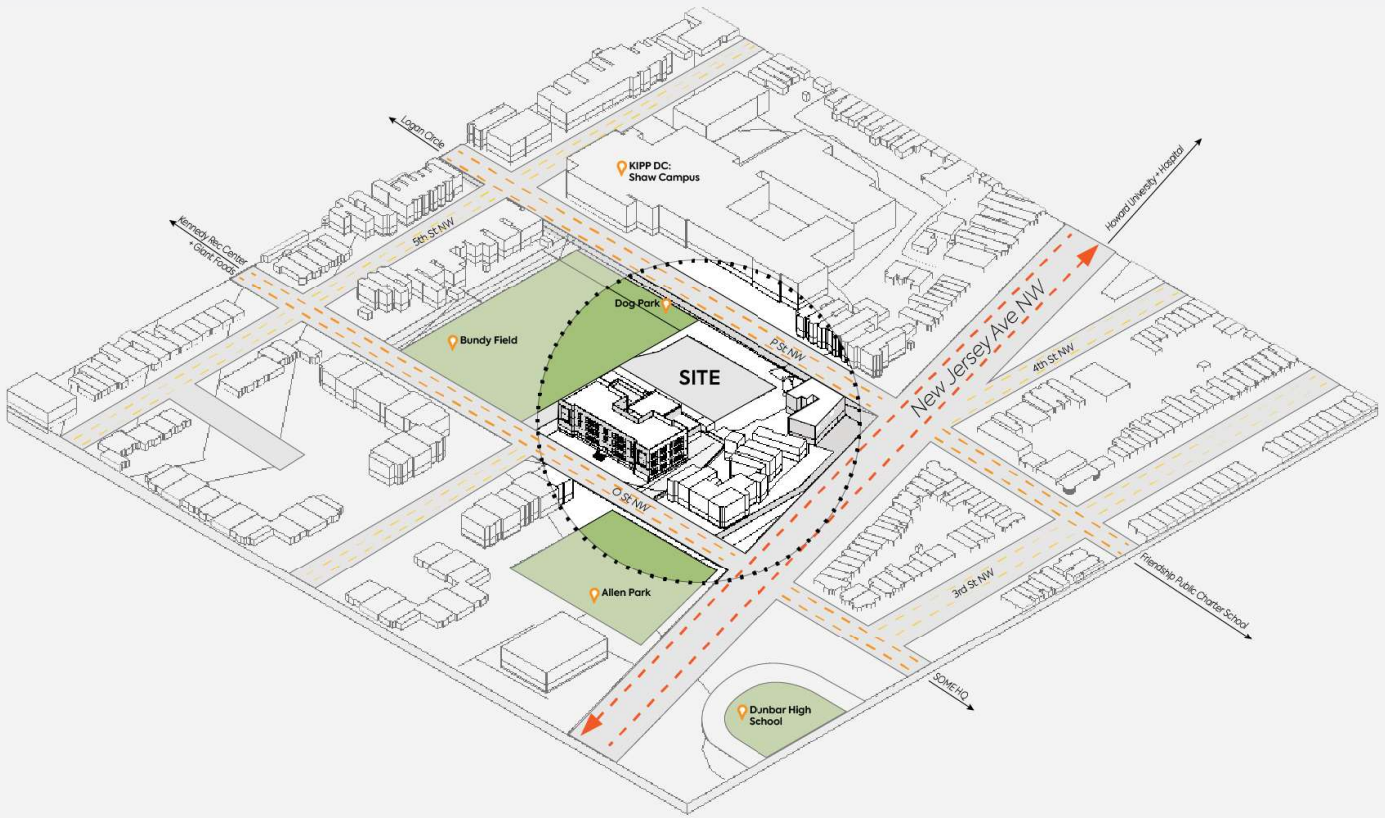 Logan Circle
KIPP DC:
Shaw Campus
Howard University + Hospital
Kennedy Rec Center
+ Giant Foods
5th St NW
Dog Park
Bundy Field
P St NW
New Jersey Ave NW
4th St NW
SITE
O St NW
Allen Park
3rd St NW
Friendship Public Charter School
SOME HQ
Dunbar High
School